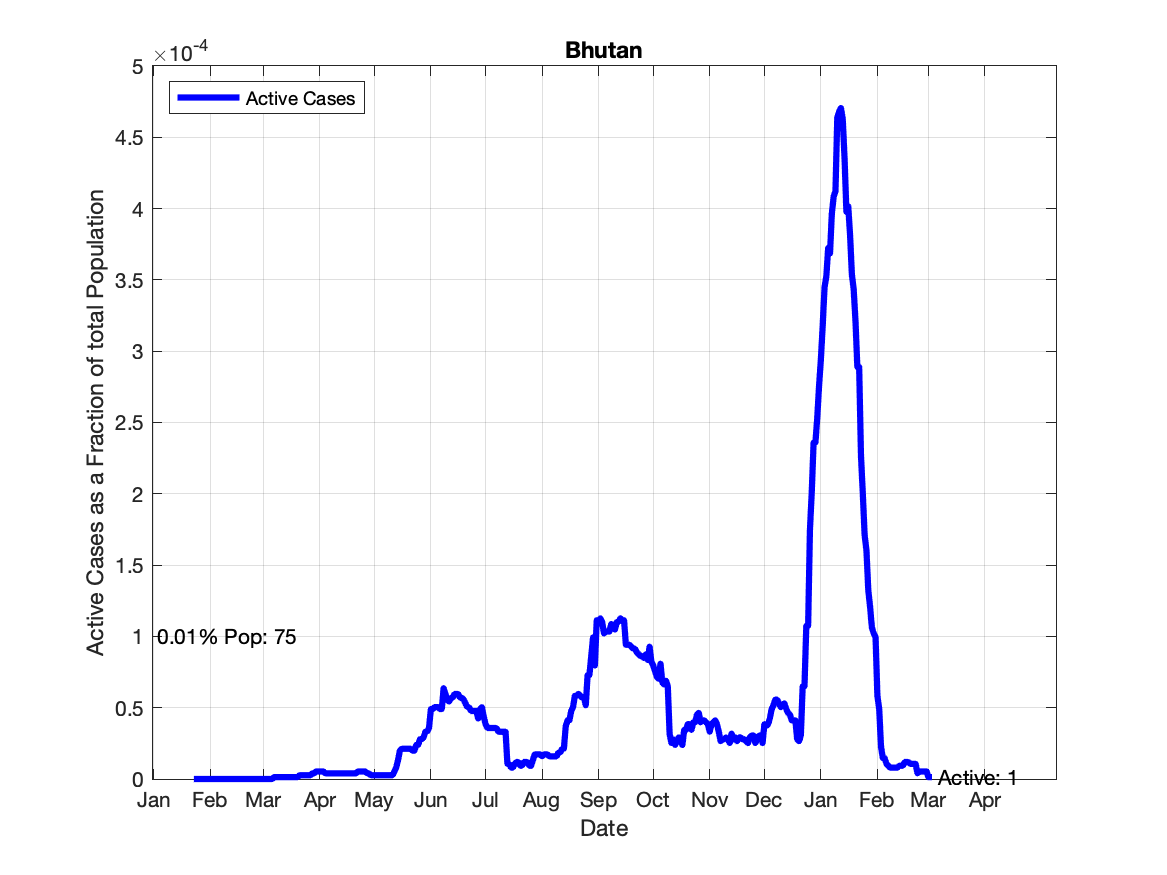 Bhutan
×10-4
5
4.5
4
3.5
3
2.5
2
1.5
1
0.5
0
Active Cases as a Fraction of total Population
Active Cases
0.01% Pop: 75
Active: 1
Jan Feb Mar Apr May Jun Jul Aug Sep Oct Nov Dec Jan Feb Mar Apr
Date